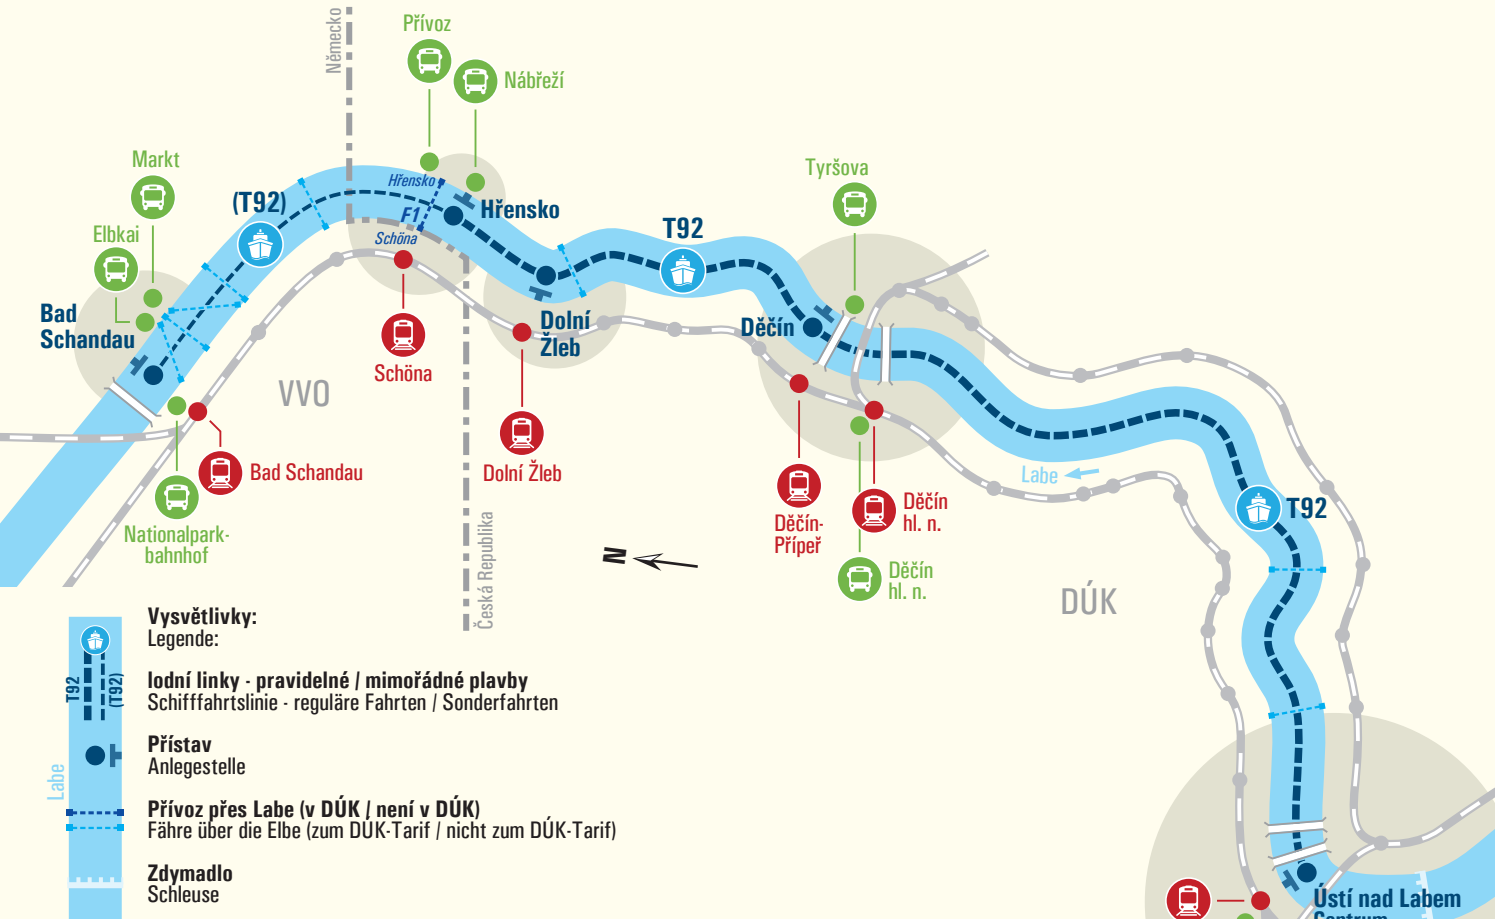 Německo
Přívoz
Nábřeží
Markt
Elbkai
(T92)
Hřensko
F1
Schöna
Hřensko
T92
Tyršova
Bad
Schandau
Dolní
Žleb
Děčín
Schöna
VVO
Bad Schandau
Dolní Žleb
Nationalpark-
bahnhof
Česká Republika
N
Děčín-
Přípeř
Děčín
hl. n.
Děčín
hl. n.
Labe
T92
DÚK
Vysvětlivky:
Legende:
T92
(T92)
lodní linky - pravidelné / mimořádné plavby
Schifffahrtslinie - reguläre Fahrten / Sonderfahrten
Přístav
Anlegestelle
Labe
Přívoz přes Labe (v DÚK / není v DÚK)
Fähre über die Elbe (zum DÚK-Tarif / nicht zum DÚK-Tarif)
Zdymadlo
Schleuse
Ústí nad Labem
Centrum